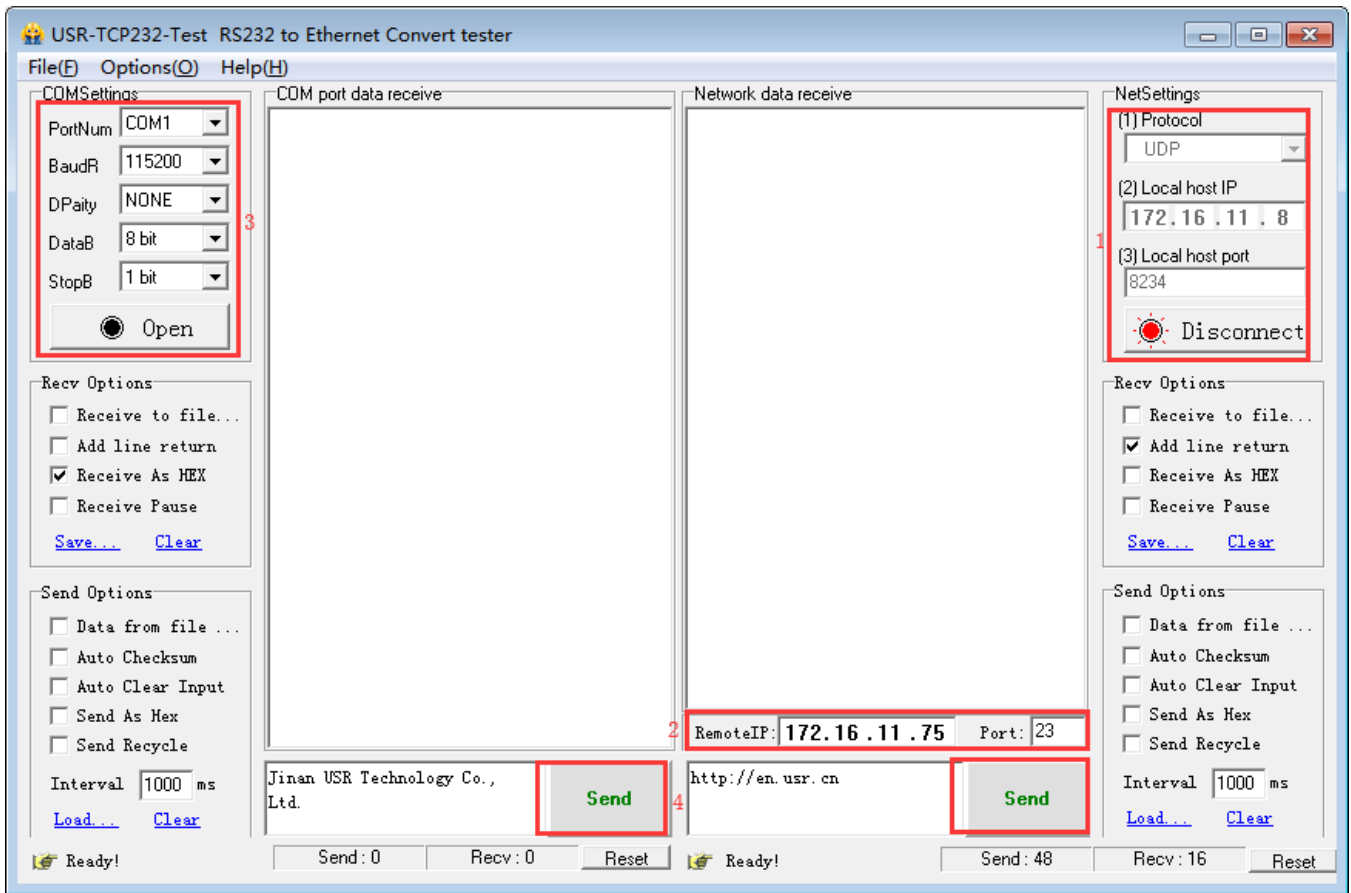 USR-TCP232-Test RS232 to Ethernet Convert tester
File(F) Options(O) Help(H)
COMSettings
PortNum COM1
BaudR 115200
DPaity NONE
DataB 8 bit
StopB 1 bit
Open
3
Recv Options
Receive to file...
Add line return
Receive As HEX
Receive Pause
Save... Clear
Send Options
Data from file ...
Auto Checksum
Auto Clear Input
Send As Hex
Send Recycle
Interval 1000 ms
Load... Clear
Ready!
COM port data receive
Jinan USR Technology Co.,
Ltd.
Send
4
Send : 0 Recv : 0 Reset
Network data receive
2
RemoteIP: 172.16 .11 .75 Port: 23
http://en.usr.cn
Send
Ready!
Send : 48 Recv : 16 Reset
NetSettings
1
(1) Protocol
UDP
(2) Local host IP
172.16 .11 . 8
(3) Local host port
8234
Disconnect
Recv Options
Receive to file...
Add line return
Receive As HEX
Receive Pause
Save... Clear
Send Options
Data from file ...
Auto Checksum
Auto Clear Input
Send As Hex
Send Recycle
Interval 1000 ms
Load... Clear